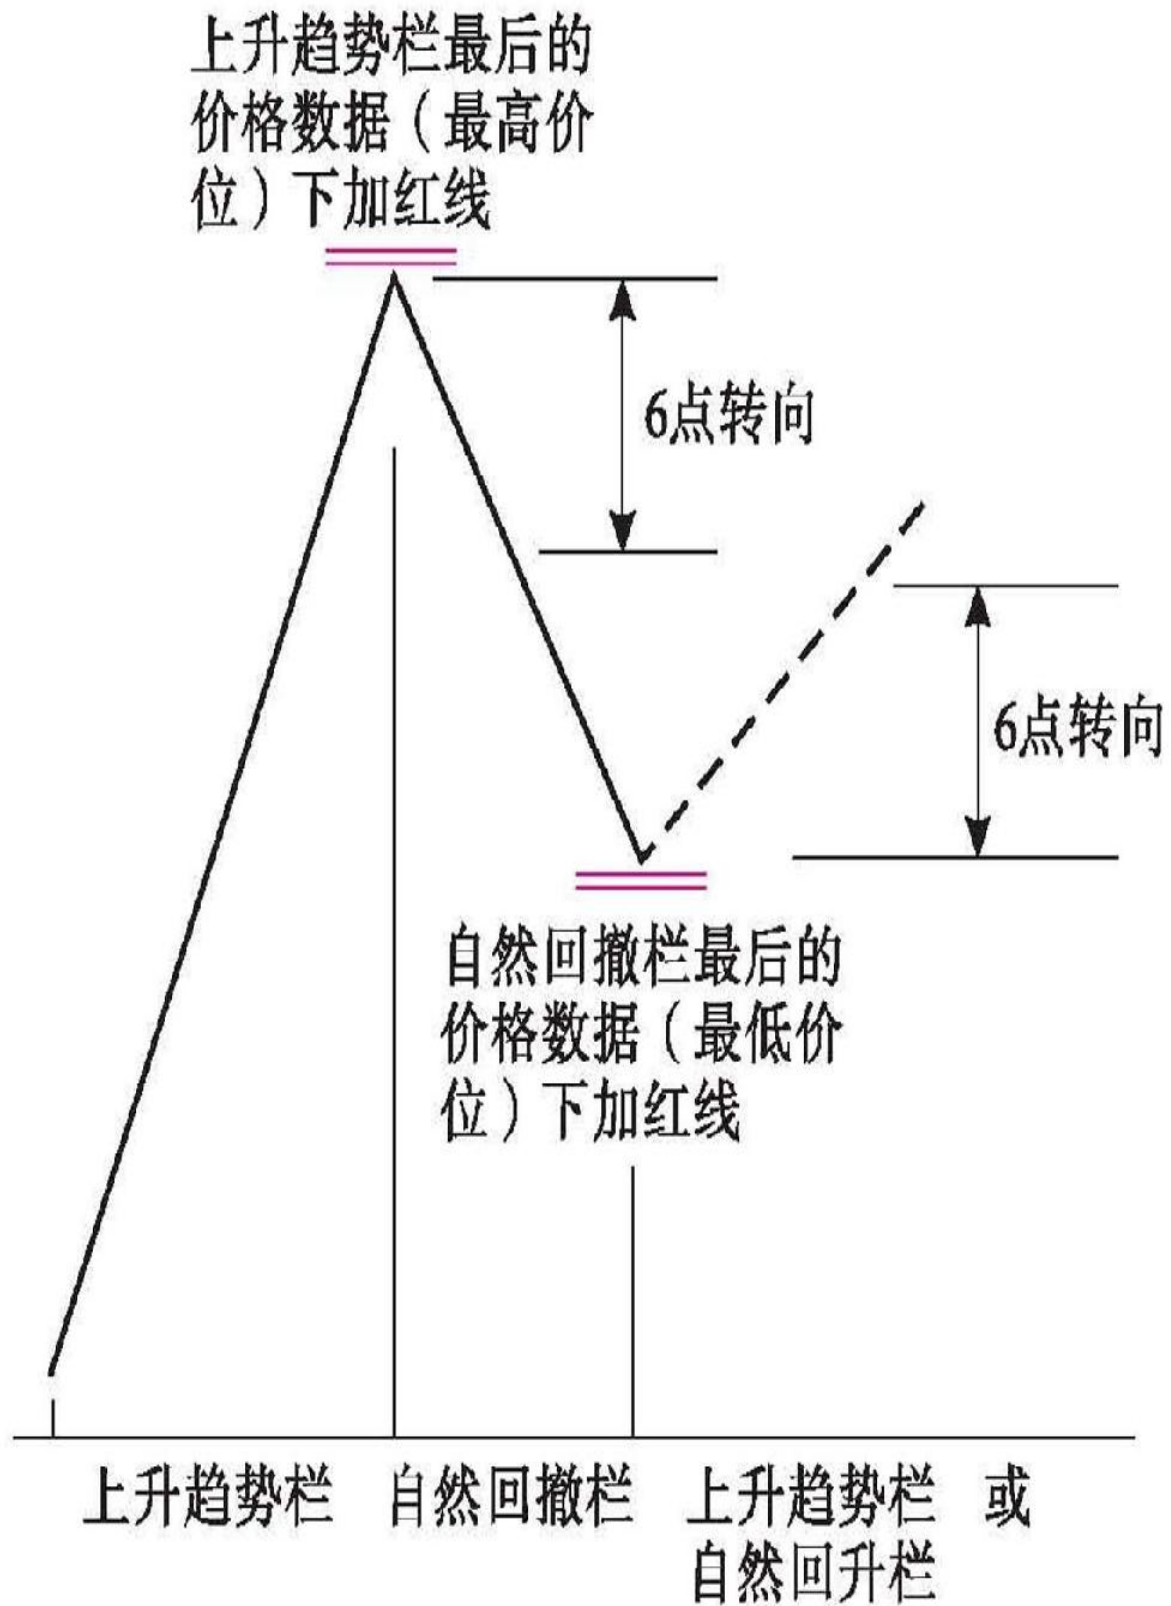 上升趋势栏最后的
价格数据（最高价
位）下加红线
6点转向
6点转向
自然回撤栏最后的
价格数据（最低价
位）下加红线
上升趋势栏 自然回撤栏 上升趋势栏 或
自然回升栏